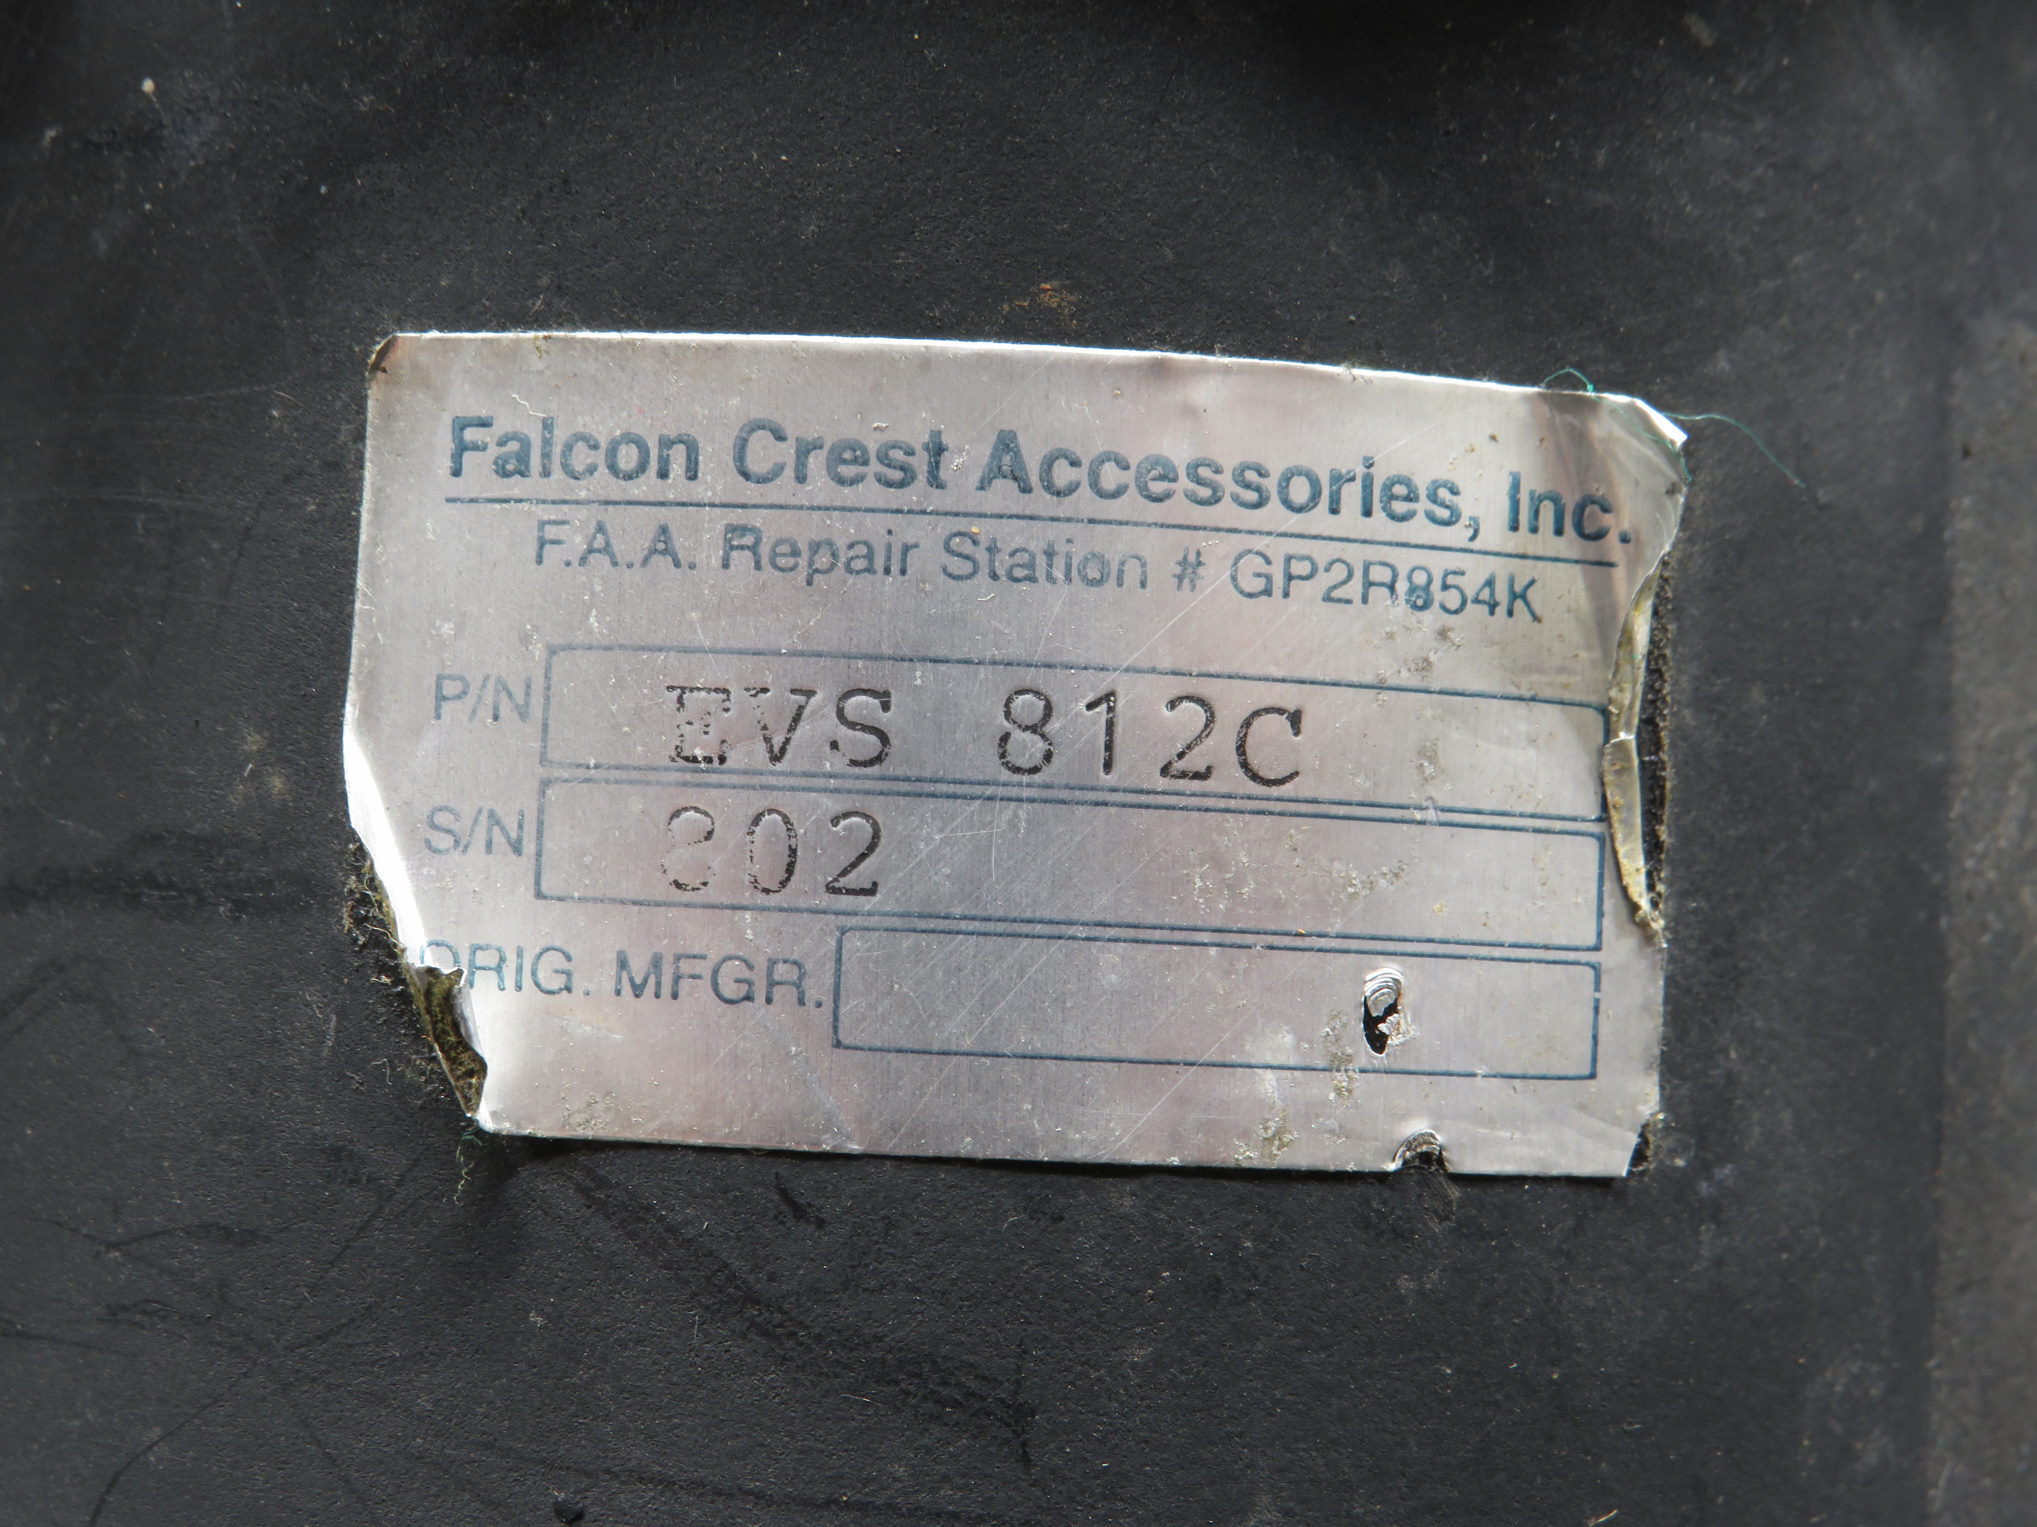 Falcon Crest Accessories, Inc.
F.A.A. Repair Station # GP2R854K
P/N EVS 812C
S/N 802
ORIG. MFGR.